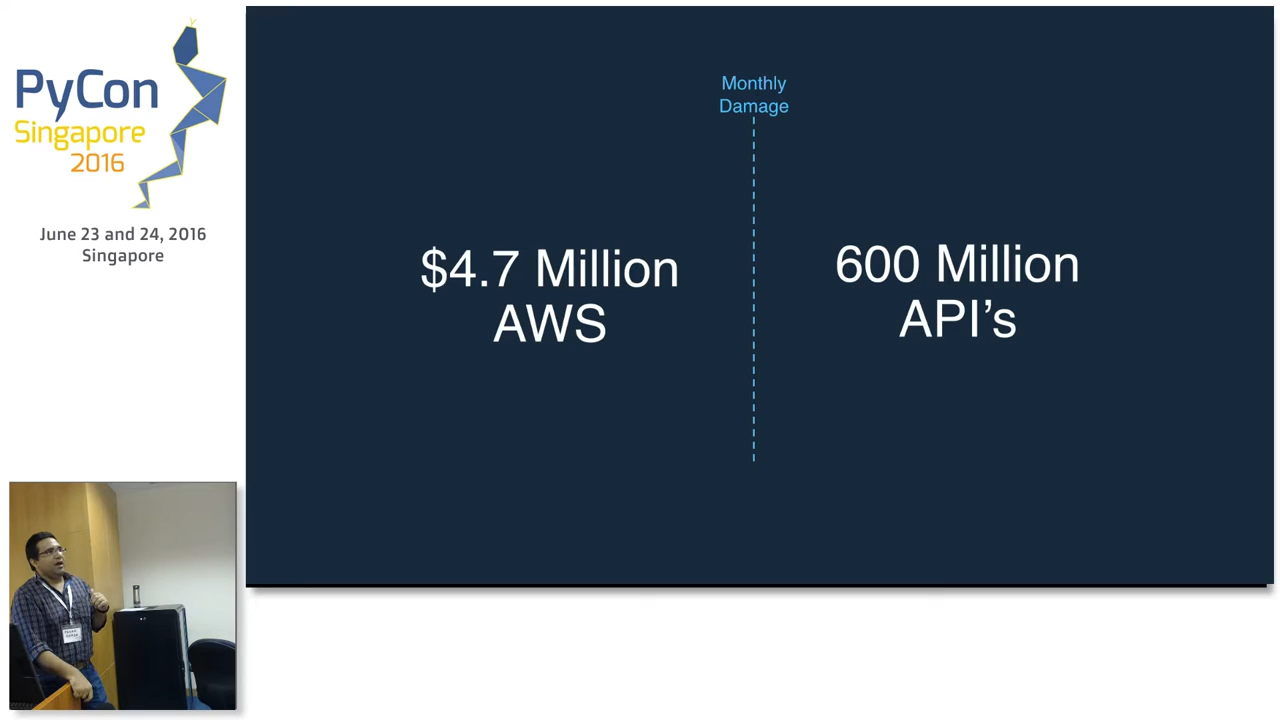 PyCon
Singapore
2016
June 23 and 24, 2016
Singapore
Monthly
Damage
$4.7 Million
AWS
600 Million
API’s